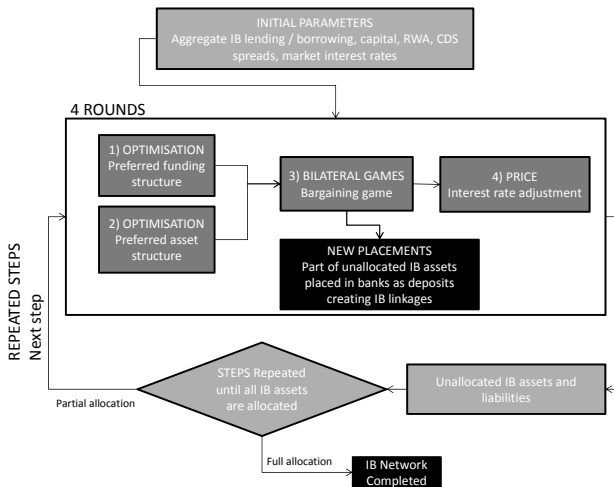 INITIAL PARAMETERS
Aggregate IB lending / borrowing, capital, RWA, CDS
spreads, market interest rates
4 ROUNDS
1) OPTIMISATION
Preferred funding
structure
2) OPTIMISATION
Preferred asset
structure
3) BILATERAL GAMES
Bargaining game
4) PRICE
Interest rate adjustment
NEW PLACEMENTS
Part of unallocated IB assets
placed in banks as deposits
creating IB linkages
REPEATED STEPS
Next step
STEPS Repeated
until all IB assets
are allocated
Unallocated IB assets and
liabilities
Partial allocation
Full allocation
IB Network
Completed